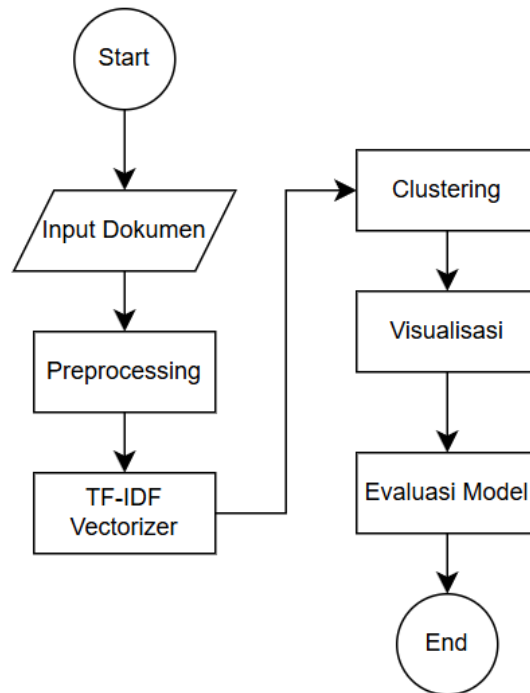 Start
Input Dokumen
Preprocessing
TF-IDF
Vectorizer
Clustering
Visualisasi
Evaluasi Model
End